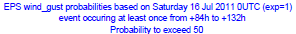 EPS wind_gust probabilities based on Saturday 16 Jul 2011 0UTC (exp=1)
event occuring at least once from +84h to +132h
Probability to exceed 50